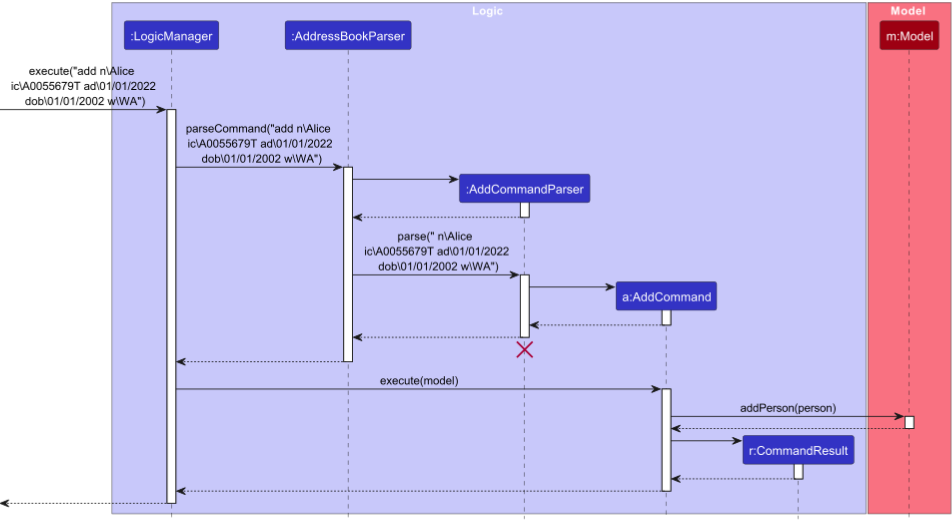 Logic
Model
:LogicManager
:AddressBookParser
m:Model
execute("add n\Alice
ic\A0055679T ad\01/01/2022
dob\01/01/2002 w\WA")
parseCommand("add n\Alice
ic\A0055679T ad\01/01/2022
dob\01/01/2002 w\WA")
:AddCommandParser
parse(" n\Alice
ic\A0055679T ad\01/01/2022
dob\01/01/2002 w\WA")
a:AddCommand
execute(model)
addPerson(person)
r:CommandResult